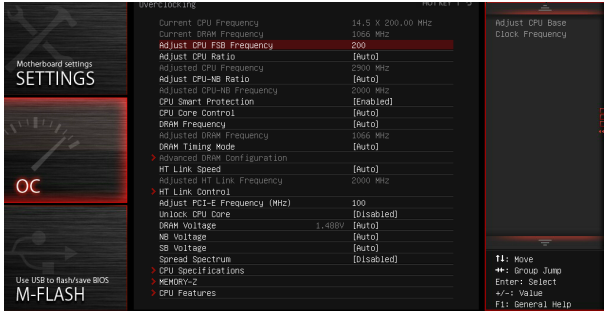 Overclocking
HOTKEY
Motherboard settings
SETTINGS
OC
Use USB to flash/save BIOS
M-FLASH
Current CPU Frequency 14.5 X 200.00 MHz
Current DRAM Frequency 1066 MHz
Adjust CPU FSB Frequency 200
Adjust CPU Ratio [Auto]
Adjusted CPU Frequency 2900 MHz
Adjust CPU-NB Ratio [Auto]
Adjusted CPU-NB Frequency 2000 MHz
CPU Smart Protection [Enabled]
CPU Core Control [Auto]
DRAM Frequency [Auto]
Adjusted DRAM Frequency 1066 MHz
DRAM Timing Mode [Auto]
> Advanced DRAM Configuration
HT Link Speed [Auto]
Adjusted HT Link Frequency 2000 MHz
> HT Link Control
Adjust PCI-E Frequency (MHz) 100
Unlock CPU Core [Disabled]
DRAM Voltage 1.488V [Auto]
NB Voltage [Auto]
SB Voltage [Auto]
Spread Spectrum [Disabled]
> CPU Specifications
> MEMORY-Z
> CPU Features
Adjust CPU Base
Clock Frequency
↑↓: Move
→←: Group Jump
Enter: Select
+/-: Value
F1: General Help